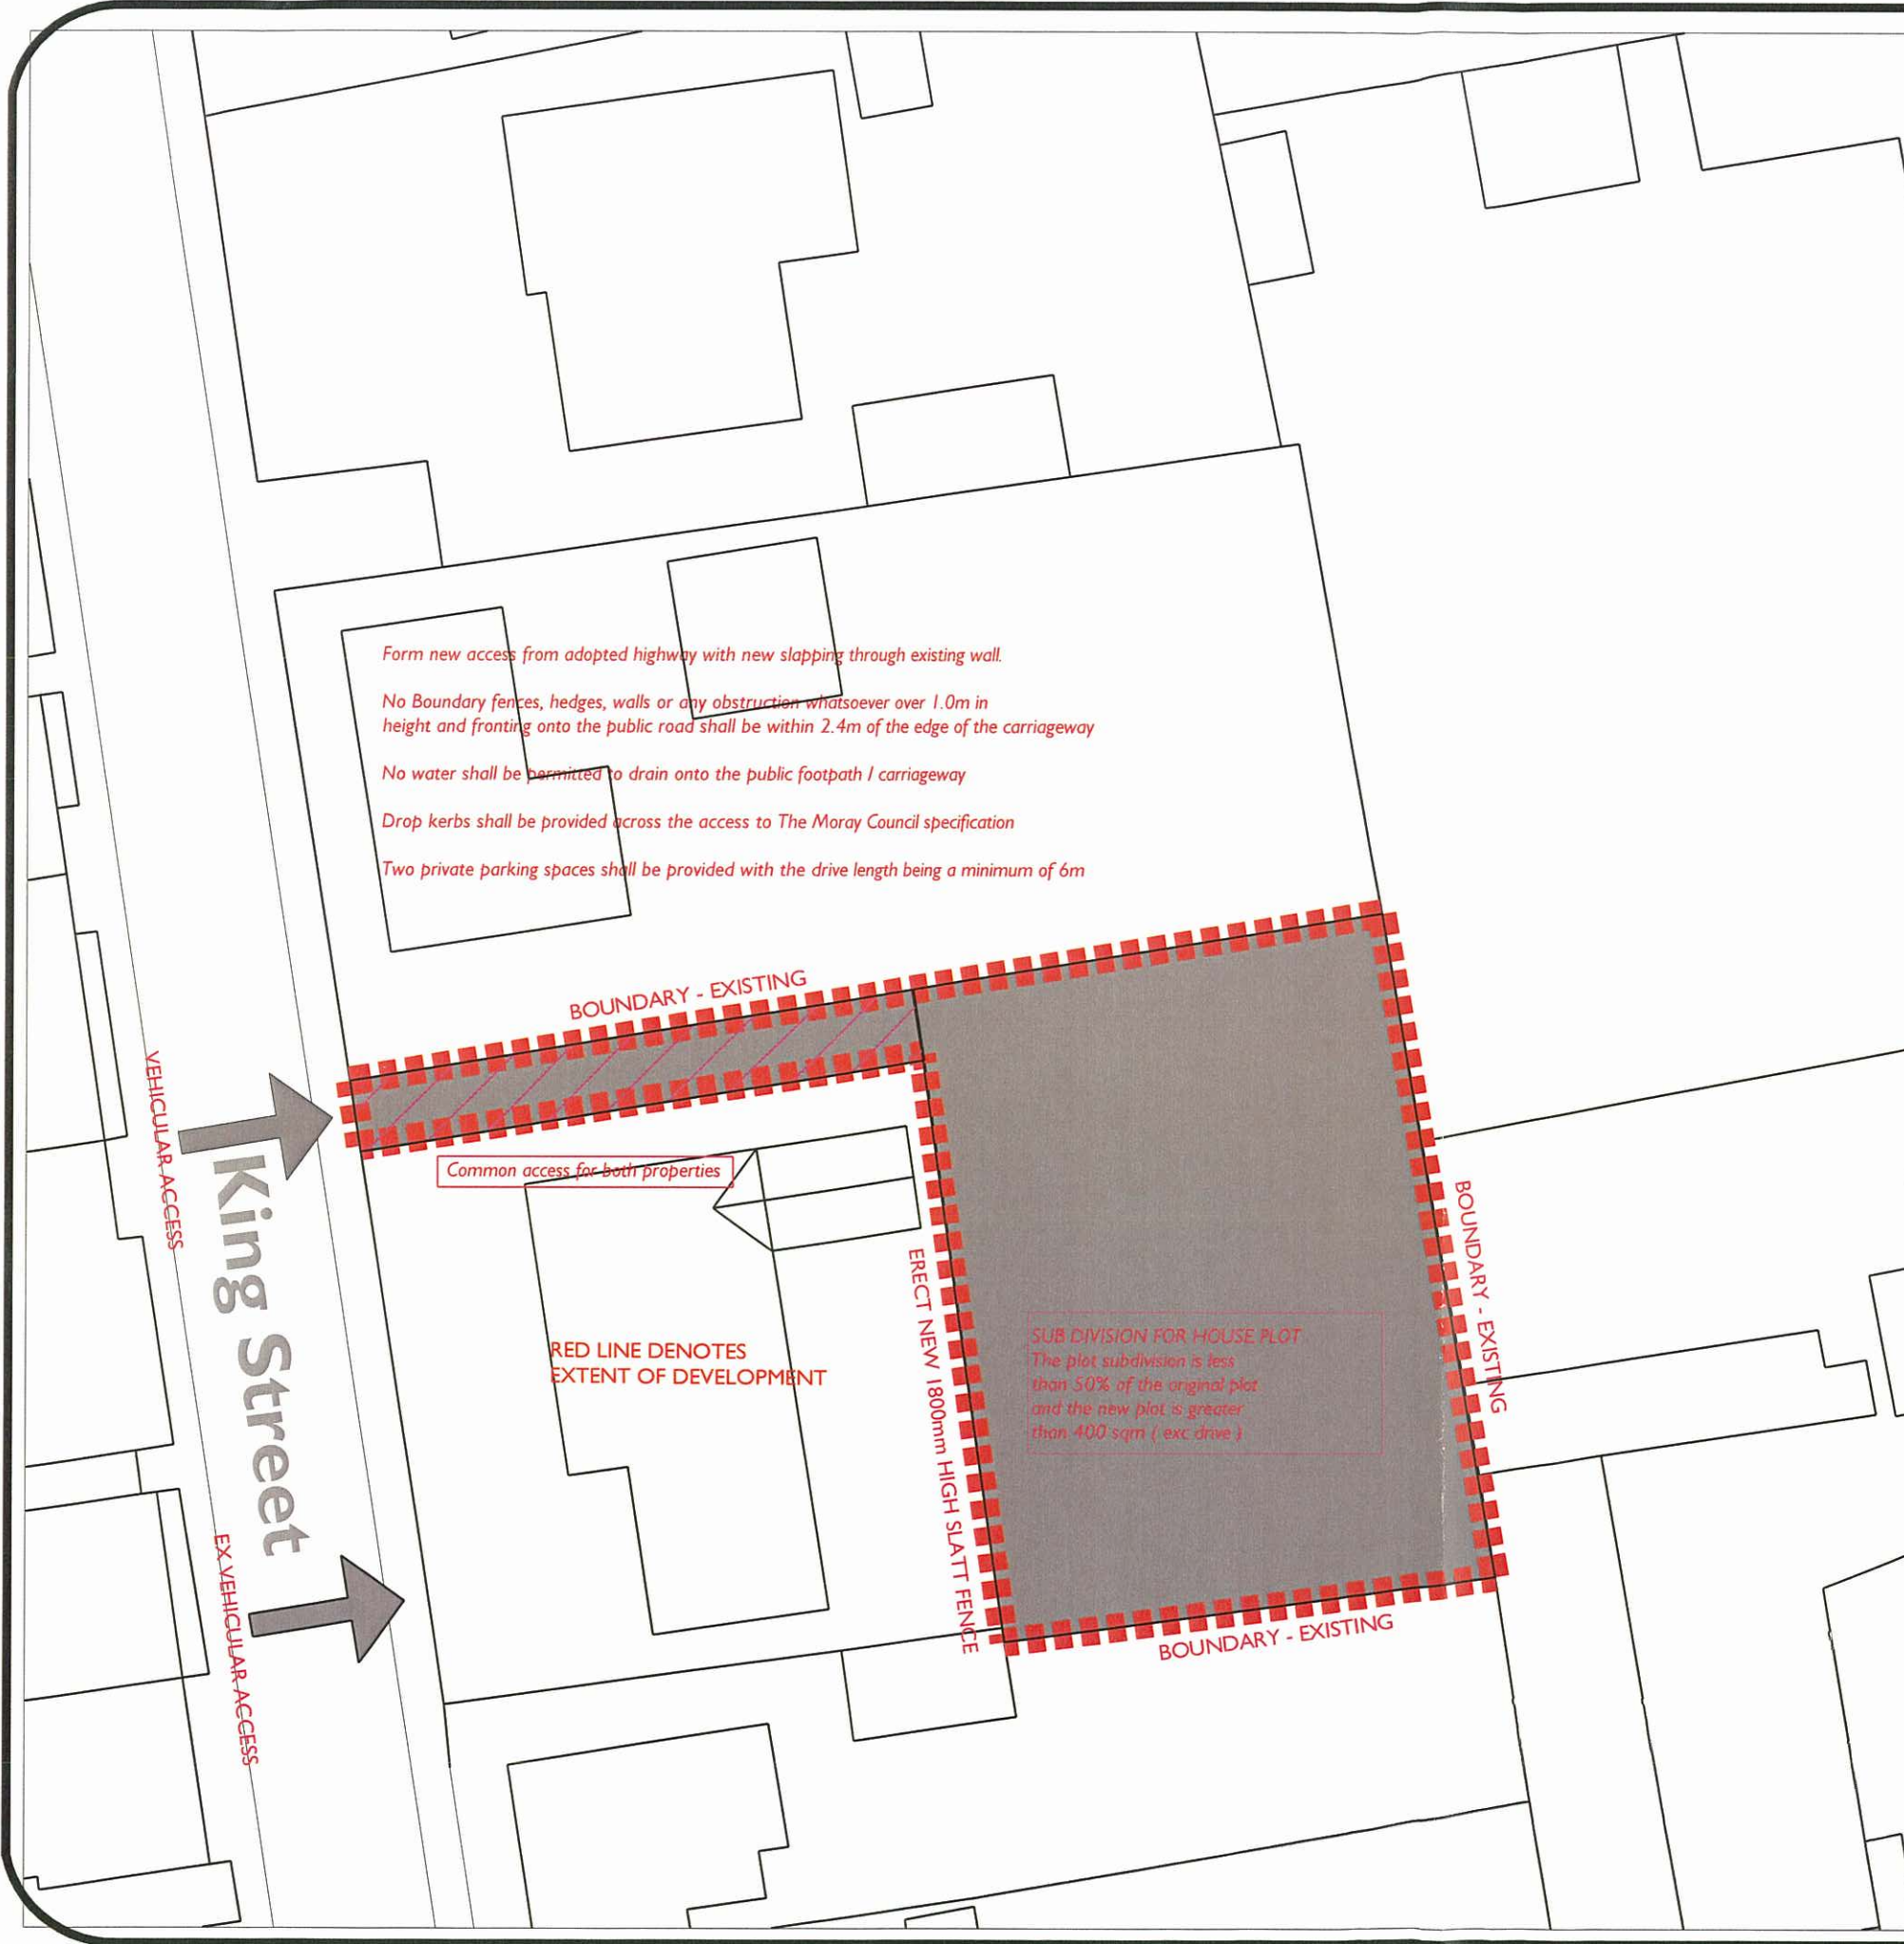 Form new access from adopted highway with new slapping through existing wall.
No Boundary fences, hedges, walls or any obstruction whatsoever over 1.0m in
height and fronting onto the public road shall be within 2.4m of the edge of the carriageway
No water shall be permitted to drain onto the public footpath / carriageway
Drop kerbs shall be provided across the access to The Moray Council specification
Two private parking spaces shall be provided with the drive length being a minimum of 6m
BOUNDARY - EXISTING
VEHICULAR ACCESS
King Street
Common access for both properties
BOUNDARY - EXISTING
ERECT NEW 1800mm HIGH SLATT FENCE
RED LINE DENOTES
EXTENT OF DEVELOPMENT
SUB DIVISION FOR HOUSE PLOT
The plot subdivision is less
than 50% of the original plot
and the new plot is greater
than 400 sqm ( exc drive )
EX VEHICULAR ACCESS
BOUNDARY - EXISTING